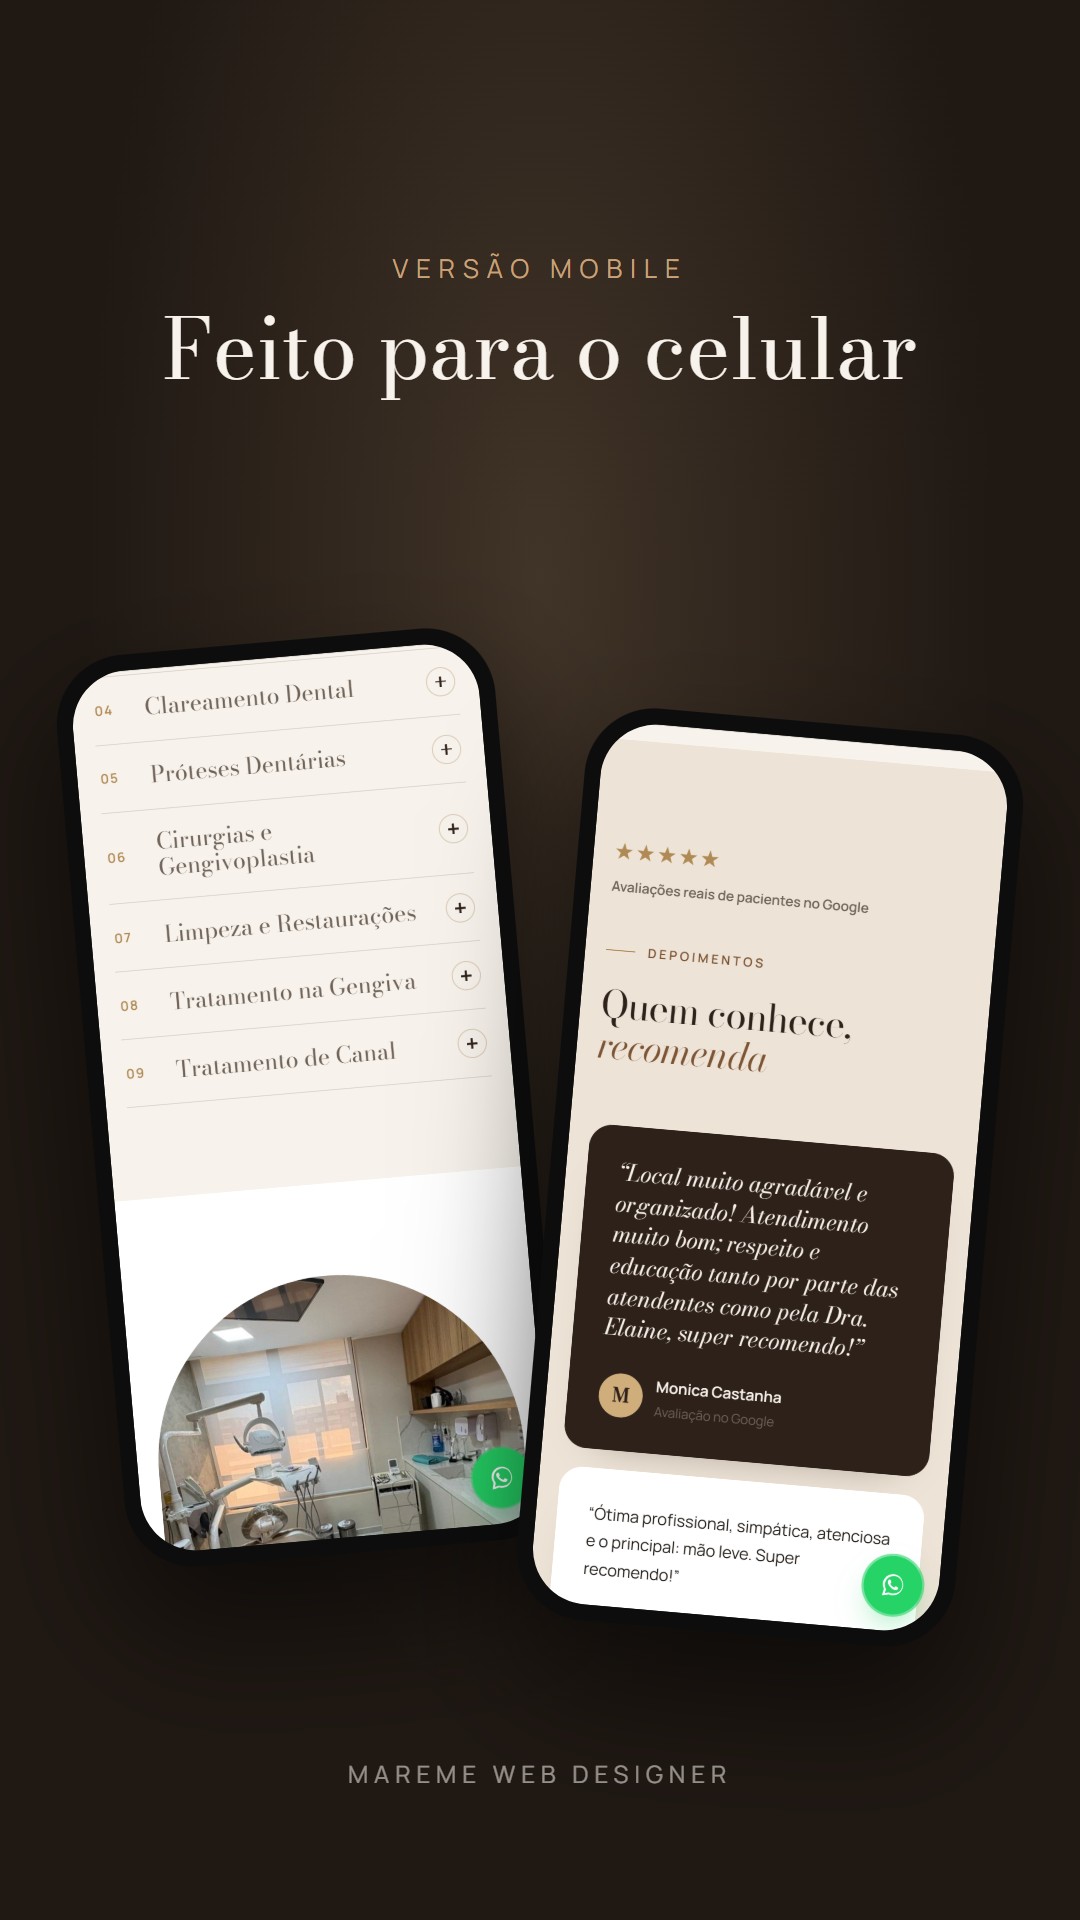 VERSÃO MOBILE
Feito para o celular
04 Clareamento Dental +
05 Próteses Dentárias +
06 Cirurgias e
Gengivoplastia +
07 Limpeza e Restaurações +
08 Tratamento na Gengiva +
09 Tratamento de Canal +
★★★★★
Avaliações reais de pacientes no Google
DEPOIMENTOS
Quem conhece,
recomenda
“Local muito agradável e
organizado! Atendimento
muito bom; respeito e
educação tanto por parte das
atendentes como pela Dra.
Elaine, super recomendo!”
M
Monica Castanha
Avaliação no Google
“Ótima profissional, simpática, atenciosa
e o principal: mão leve. Super
recomendo!”
MAREME WEB DESIGNER